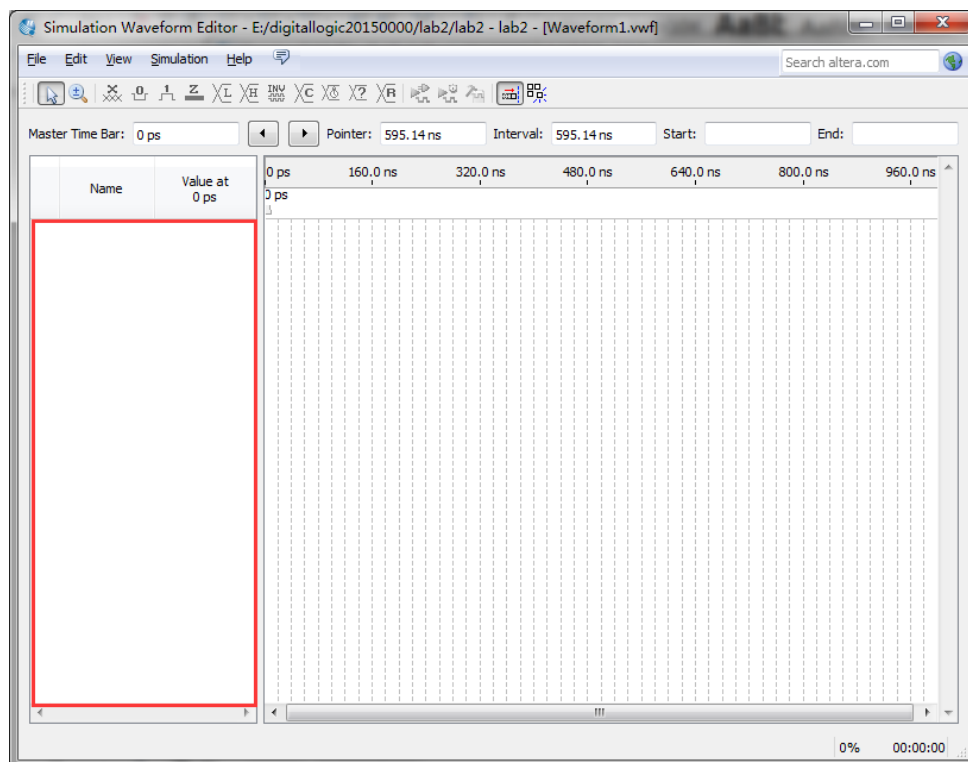 Simulation Waveform Editor - E:/digitallogic20150000/lab2/lab2 - lab2 - [Waveform1.vwf]
File Edit View Simulation Help
Search altera.com
Master Time Bar: 0 ps Pointer: 595.14 ns Interval: 595.14 ns Start: End:
Name Value at
0 ps
0 ps 160.0 ns 320.0 ns 480.0 ns 640.0 ns 800.0 ns 960.0 ns
0 ps
0% 00:00:00